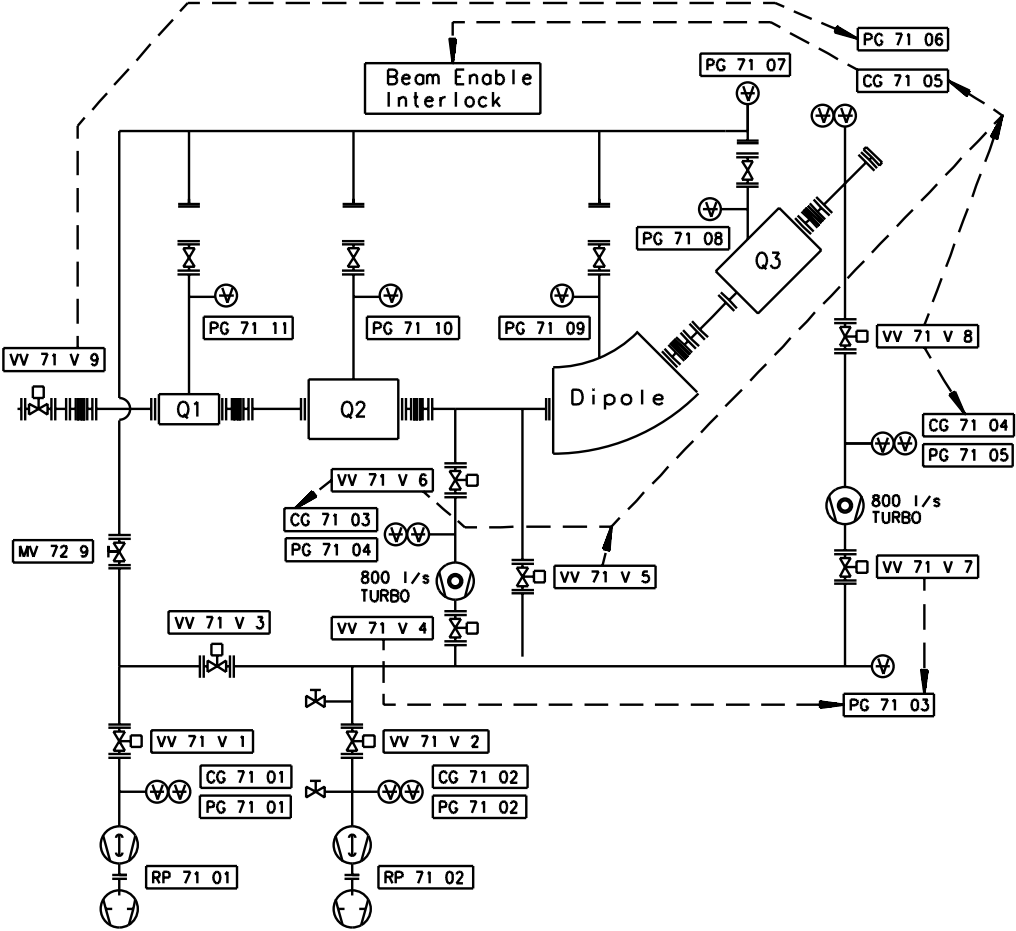 PG 71 06
PG 71 07
Beam Enable
Interlock
CG 71 05
PG 71 08
Q3
PG 71 11
PG 71 10
PG 71 09
VV 71 V 8
VV 71 V 9
Q1
Q2
Dipole
CG 71 04
PG 71 05
VV 71 V 6
CG 71 03
PG 71 04
800 l/s
TURBO
MV 72 9
800 l/s
TURBO
VV 71 V 5
VV 71 V 7
VV 71 V 3
VV 71 V 4
PG 71 03
VV 71 V 1
VV 71 V 2
CG 71 01
PG 71 01
CG 71 02
PG 71 02
RP 71 01
RP 71 02